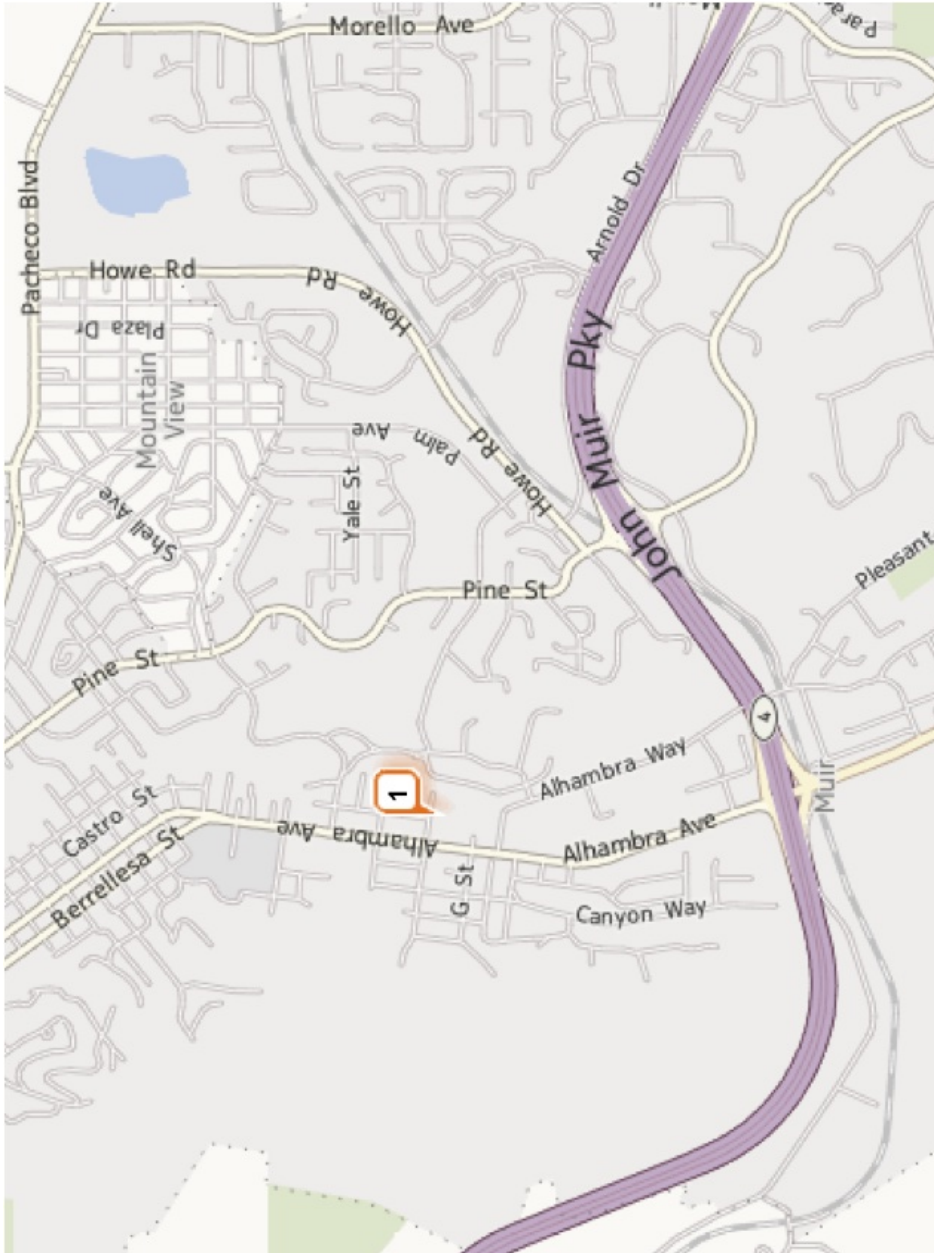 Morello Ave
Pacheco Blvd
Howe Rd
Howe Rd
Arnold Dr
Plaza Dr
Mountain
View
John Muir Pky
Palm Ave
Howe Rd
Yale St
Shell Ave
Pine St
Pleasant
Pine St
4
Alhambra Way
Muir
1
Castro St
Alhambra Ave
Alhambra Ave
Berrellesa St
G St
Canyon Way